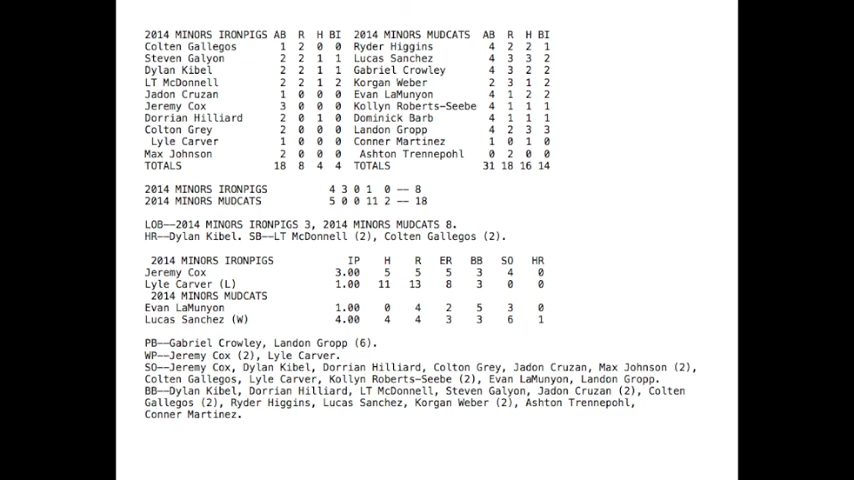 2014 MINORS IRONPIGS AB R H BI 2014 MINORS MUDCATS AB R H BI
Colten Gallegos 1 2 0 0 Ryder Higgins 4 2 2 1
Steven Galyon 2 2 1 1 Lucas Sanchez 4 3 3 2
Dylan Kibel 2 2 1 1 Gabriel Crowley 4 3 2 2
LT McDonnell 2 2 1 2 Korgan Weber 2 3 1 2
Jadon Cruzan 1 0 0 0 Evan LaMunyon 4 1 2 2
Jeremy Cox 3 0 0 0 Kollyn Roberts-Seebe 4 1 1 1
Dorrian Hilliard 2 0 1 0 Dominick Barb 4 1 1 1
Colton Grey 2 0 0 0 Landon Gropp 4 2 3 3
Lyle Carver 1 0 0 0 Conner Martinez 1 0 1 0
Max Johnson 2 0 0 0 Ashton Trennepohl 0 2 0 0
TOTALS 18 8 4 4 TOTALS 31 18 16 14
2014 MINORS IRONPIGS 4 3 0 1 0 -- 8
2014 MINORS MUDCATS 5 0 0 11 2 -- 18
LOB--2014 MINORS IRONPIGS 3, 2014 MINORS MUDCATS 8.
HR--Dylan Kibel. SB--LT McDonnell (2), Colten Gallegos (2).
2014 MINORS IRONPIGS IP H R ER BB SO HR
Jeremy Cox 3.00 5 5 5 3 4 0
Lyle Carver (L) 1.00 11 13 8 3 0 0
2014 MINORS MUDCATS
Evan LaMunyon 1.00 0 4 2 5 3 0
Lucas Sanchez (W) 4.00 4 4 3 3 6 1
PB--Gabriel Crowley, Landon Gropp (6).
WP--Jeremy Cox (2), Lyle Carver.
SO--Jeremy Cox, Dylan Kibel, Dorrian Hilliard, Colton Grey, Jadon Cruzan, Max Johnson (2),
Colten Gallegos, Lyle Carver, Kollyn Roberts-Seebe (2), Evan LaMunyon, Landon Gropp.
BB--Dylan Kibel, Dorrian Hilliard, LT McDonnell, Steven Galyon, Jadon Cruzan (2), Colten
Gallegos (2), Ryder Higgins, Lucas Sanchez, Korgan Weber (2), Ashton Trennepohl,
Conner Martinez.